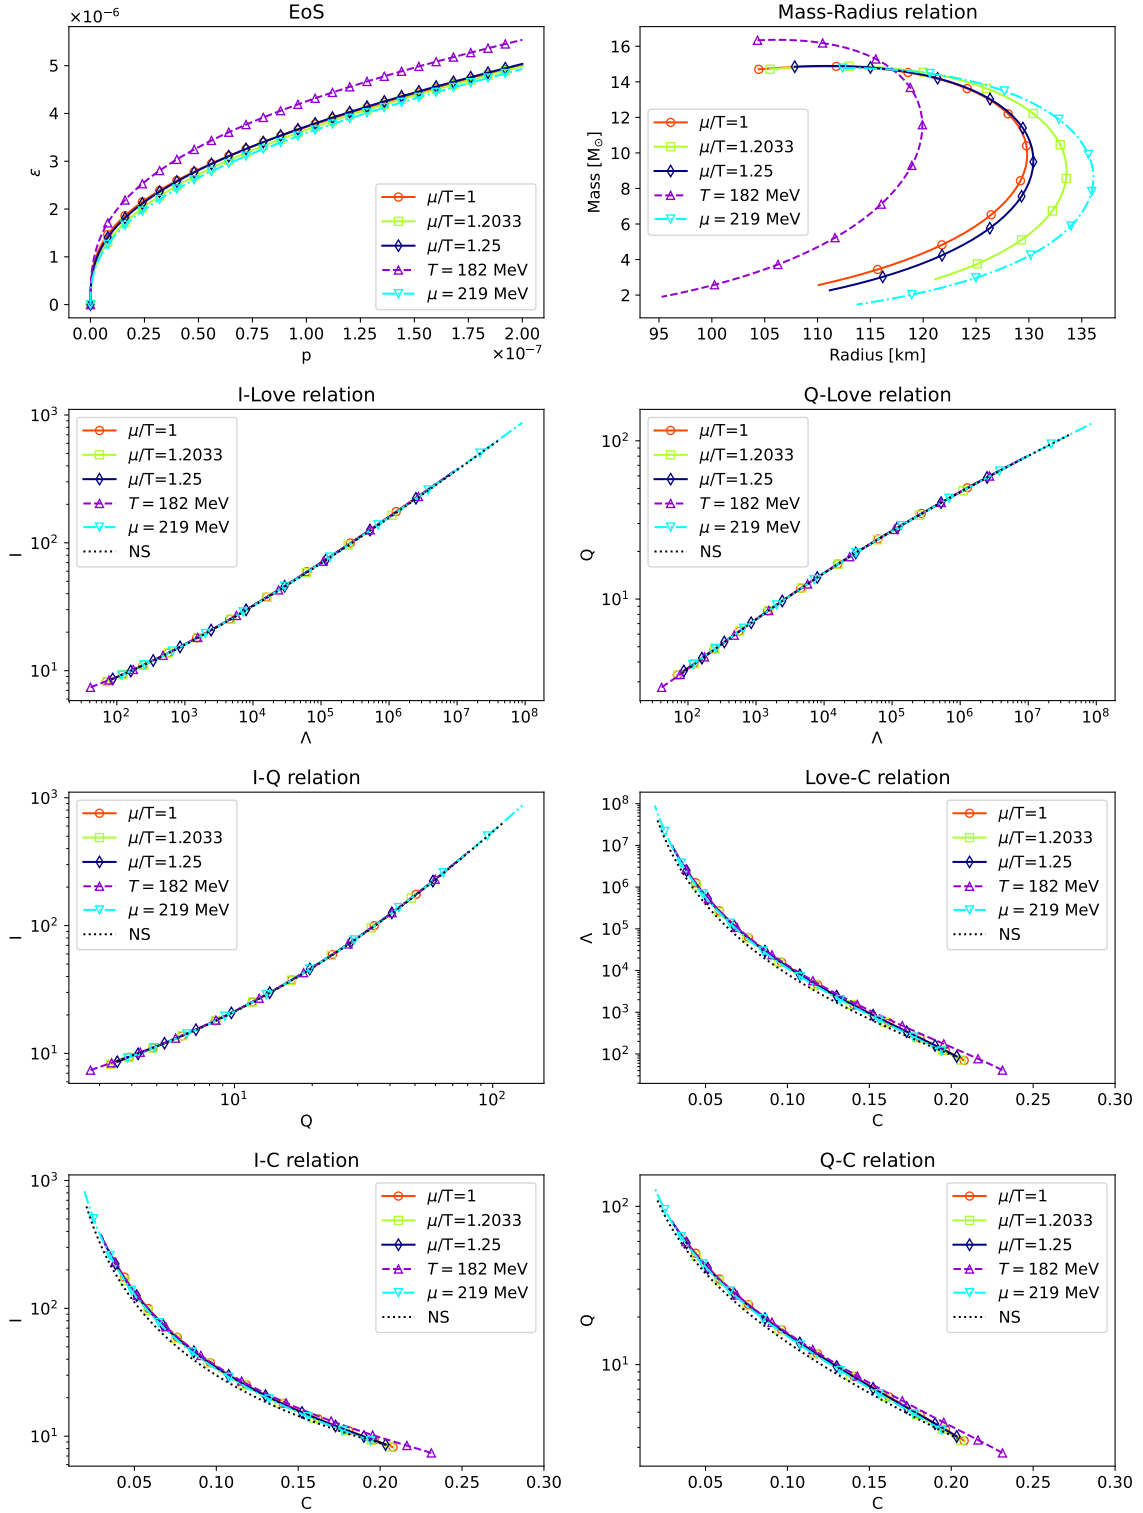 EoS
×10⁻⁶
5
4
3
2
1
0
ε
0.00
0.25
0.50
0.75
1.00
1.25
1.50
1.75
2.00
×10⁻⁷
p
μ/T=1
μ/T=1.2033
μ/T=1.25
T = 182 MeV
μ = 219 MeV
Mass-Radius relation
16
14
12
10
8
6
4
2
Mass [M⊙]
95
100
105
110
115
120
125
130
135
Radius [km]
μ/T=1
μ/T=1.2033
μ/T=1.25
T = 182 MeV
μ = 219 MeV
I-Love relation
10³
10²
10¹
I
10²
10³
10⁴
10⁵
10⁶
10⁷
10⁸
Λ
μ/T=1
μ/T=1.2033
μ/T=1.25
T = 182 MeV
μ = 219 MeV
NS
Q-Love relation
10²
10¹
Q
10²
10³
10⁴
10⁵
10⁶
10⁷
10⁸
Λ
μ/T=1
μ/T=1.2033
μ/T=1.25
T = 182 MeV
μ = 219 MeV
NS
I-Q relation
10³
10²
10¹
I
10¹
10²
Q
μ/T=1
μ/T=1.2033
μ/T=1.25
T = 182 MeV
μ = 219 MeV
NS
Love-C relation
10⁸
10⁷
10⁶
10⁵
10⁴
10³
10²
Λ
0.05
0.10
0.15
0.20
0.25
0.30
C
μ/T=1
μ/T=1.2033
μ/T=1.25
T = 182 MeV
μ = 219 MeV
NS
I-C relation
10³
10²
10¹
I
0.05
0.10
0.15
0.20
0.25
0.30
C
μ/T=1
μ/T=1.2033
μ/T=1.25
T = 182 MeV
μ = 219 MeV
NS
Q-C relation
10²
10¹
Q
0.05
0.10
0.15
0.20
0.25
0.30
C
μ/T=1
μ/T=1.2033
μ/T=1.25
T = 182 MeV
μ = 219 MeV
NS